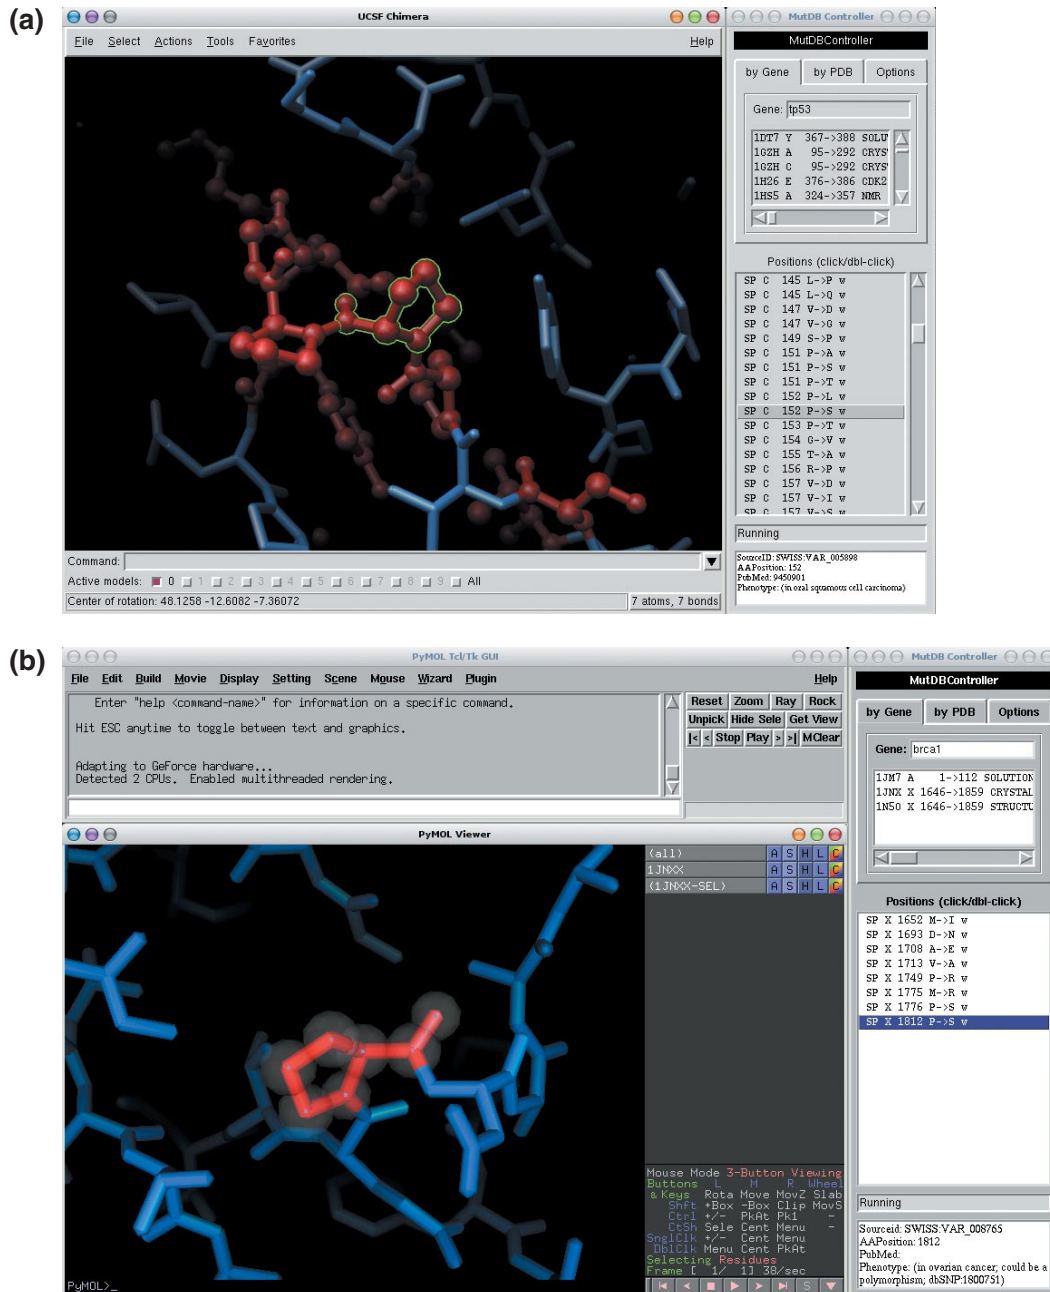 (a)
UCSF Chimera
File Select Actions Tools Favorites Help
Command:
Active models: 0 1 2 3 4 5 6 7 8 9 All
Center of rotation: 48.1258 -12.6082 -7.36072
7 atoms, 7 bonds
MutDB Controller
MutDBController
by Gene by PDB Options
Gene: tp53
1DT7 Y 367->388 SOLU
1GZH A 95->292 CRYS
1GZH C 95->292 CRYS
1H26 E 376->386 CDK2
1HS5 A 324->357 NMR
Positions (click/dbl-click)
SP C 145 L->P w
SP C 145 L->Q w
SP C 147 V->D w
SP C 147 V->G w
SP C 149 S->P w
SP C 151 P->A w
SP C 151 P->S w
SP C 151 P->T w
SP C 152 P->L w
SP C 152 P->S w
SP C 153 P->T w
SP C 154 G->V w
SP C 155 T->A w
SP C 156 R->P w
SP C 157 V->D w
SP C 157 V->I w
SP C 157 V->S w
Running
SourceID: SWISS:VAR_005898
AAPosition: 152
PubMed: 9450901
Phenotype: (in oral squamous cell carcinoma)
(b)
PyMOL Tcl/Tk GUI
File Edit Build Movie Display Setting Scene Mouse Wizard Plugin Help
Enter "help <command-name>" for information on a specific command.
Hit ESC anytime to toggle between text and graphics.
Adapting to GeForce hardware...
Detected 2 CPUs. Enabled multithreaded rendering.
Reset Zoom Ray Rock
Unpick Hide Sele Get View
|< < Stop Play > >| MClear
PyMOL Viewer
(all) A S H L C
1JNXX A S H L C
(1JNXX-SEL) A S H L C
Mouse Mode 3-Button Viewing
Buttons L M R Wheel
& Keys Rota Move MovZ Slab
Shft +Box -Box Clip MovS
Ctrl +/- PkAt Pk1 -
CtSh Sele Cent Menu -
SnglClk +/- Cent Menu
DblClk Menu Cent PkAt
Selecting Residues
Frame [ 1/ 1] 38/sec
S
PyMOL>_
MutDB Controller
MutDBController
by Gene by PDB Options
Gene: brca1
1JM7 A 1->112 SOLUTION
1JNX X 1646->1859 CRYSTAL
1N5O X 1646->1859 STRUCTU
Positions (click/dbl-click)
SP X 1652 M->I w
SP X 1693 D->N w
SP X 1708 A->E w
SP X 1713 V->A w
SP X 1749 P->R w
SP X 1775 M->R w
SP X 1776 P->S w
SP X 1812 P->S w
Running
Sourceid: SWISS:VAR_008765
AAPosition: 1812
PubMed:
Phenotype: (in ovarian cancer; could be a
polymorphism; dbSNP:1800751)